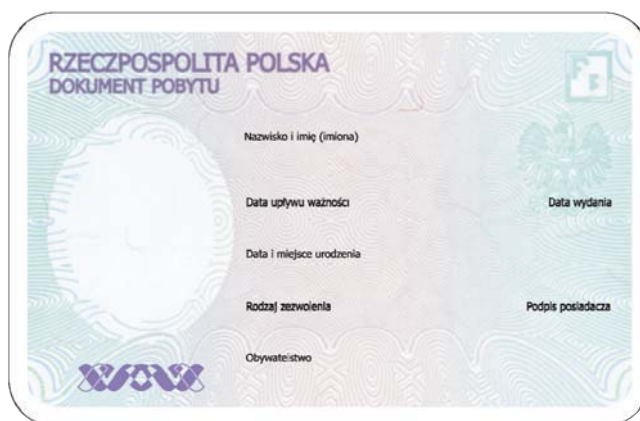 RZECZPOSPOLITA POLSKA
DOKUMENT POBYTU
Nazwisko i imię (imiona)
Data upływu ważności
Data wydania
Data i miejsce urodzenia
Rodzaj zezwolenia
Podpis posiadacza
Obywatelstwo